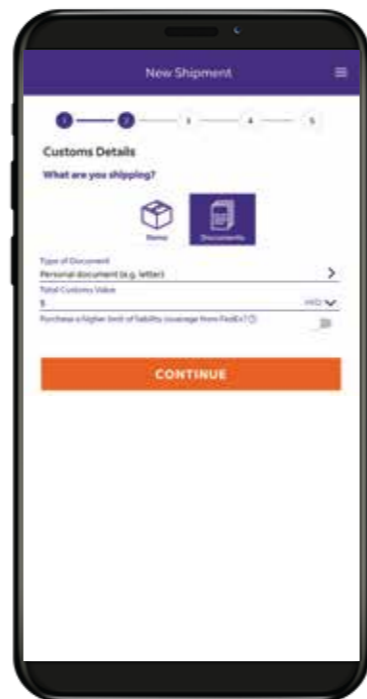 New Shipment
1 2 3 4 5
Customs Details
What are you shipping?
Items Documents
Type of Document
Personal document (e.g. letter)
Total Customs Value
Purchase a higher limit of liability coverage from FedEx?
CONTINUE